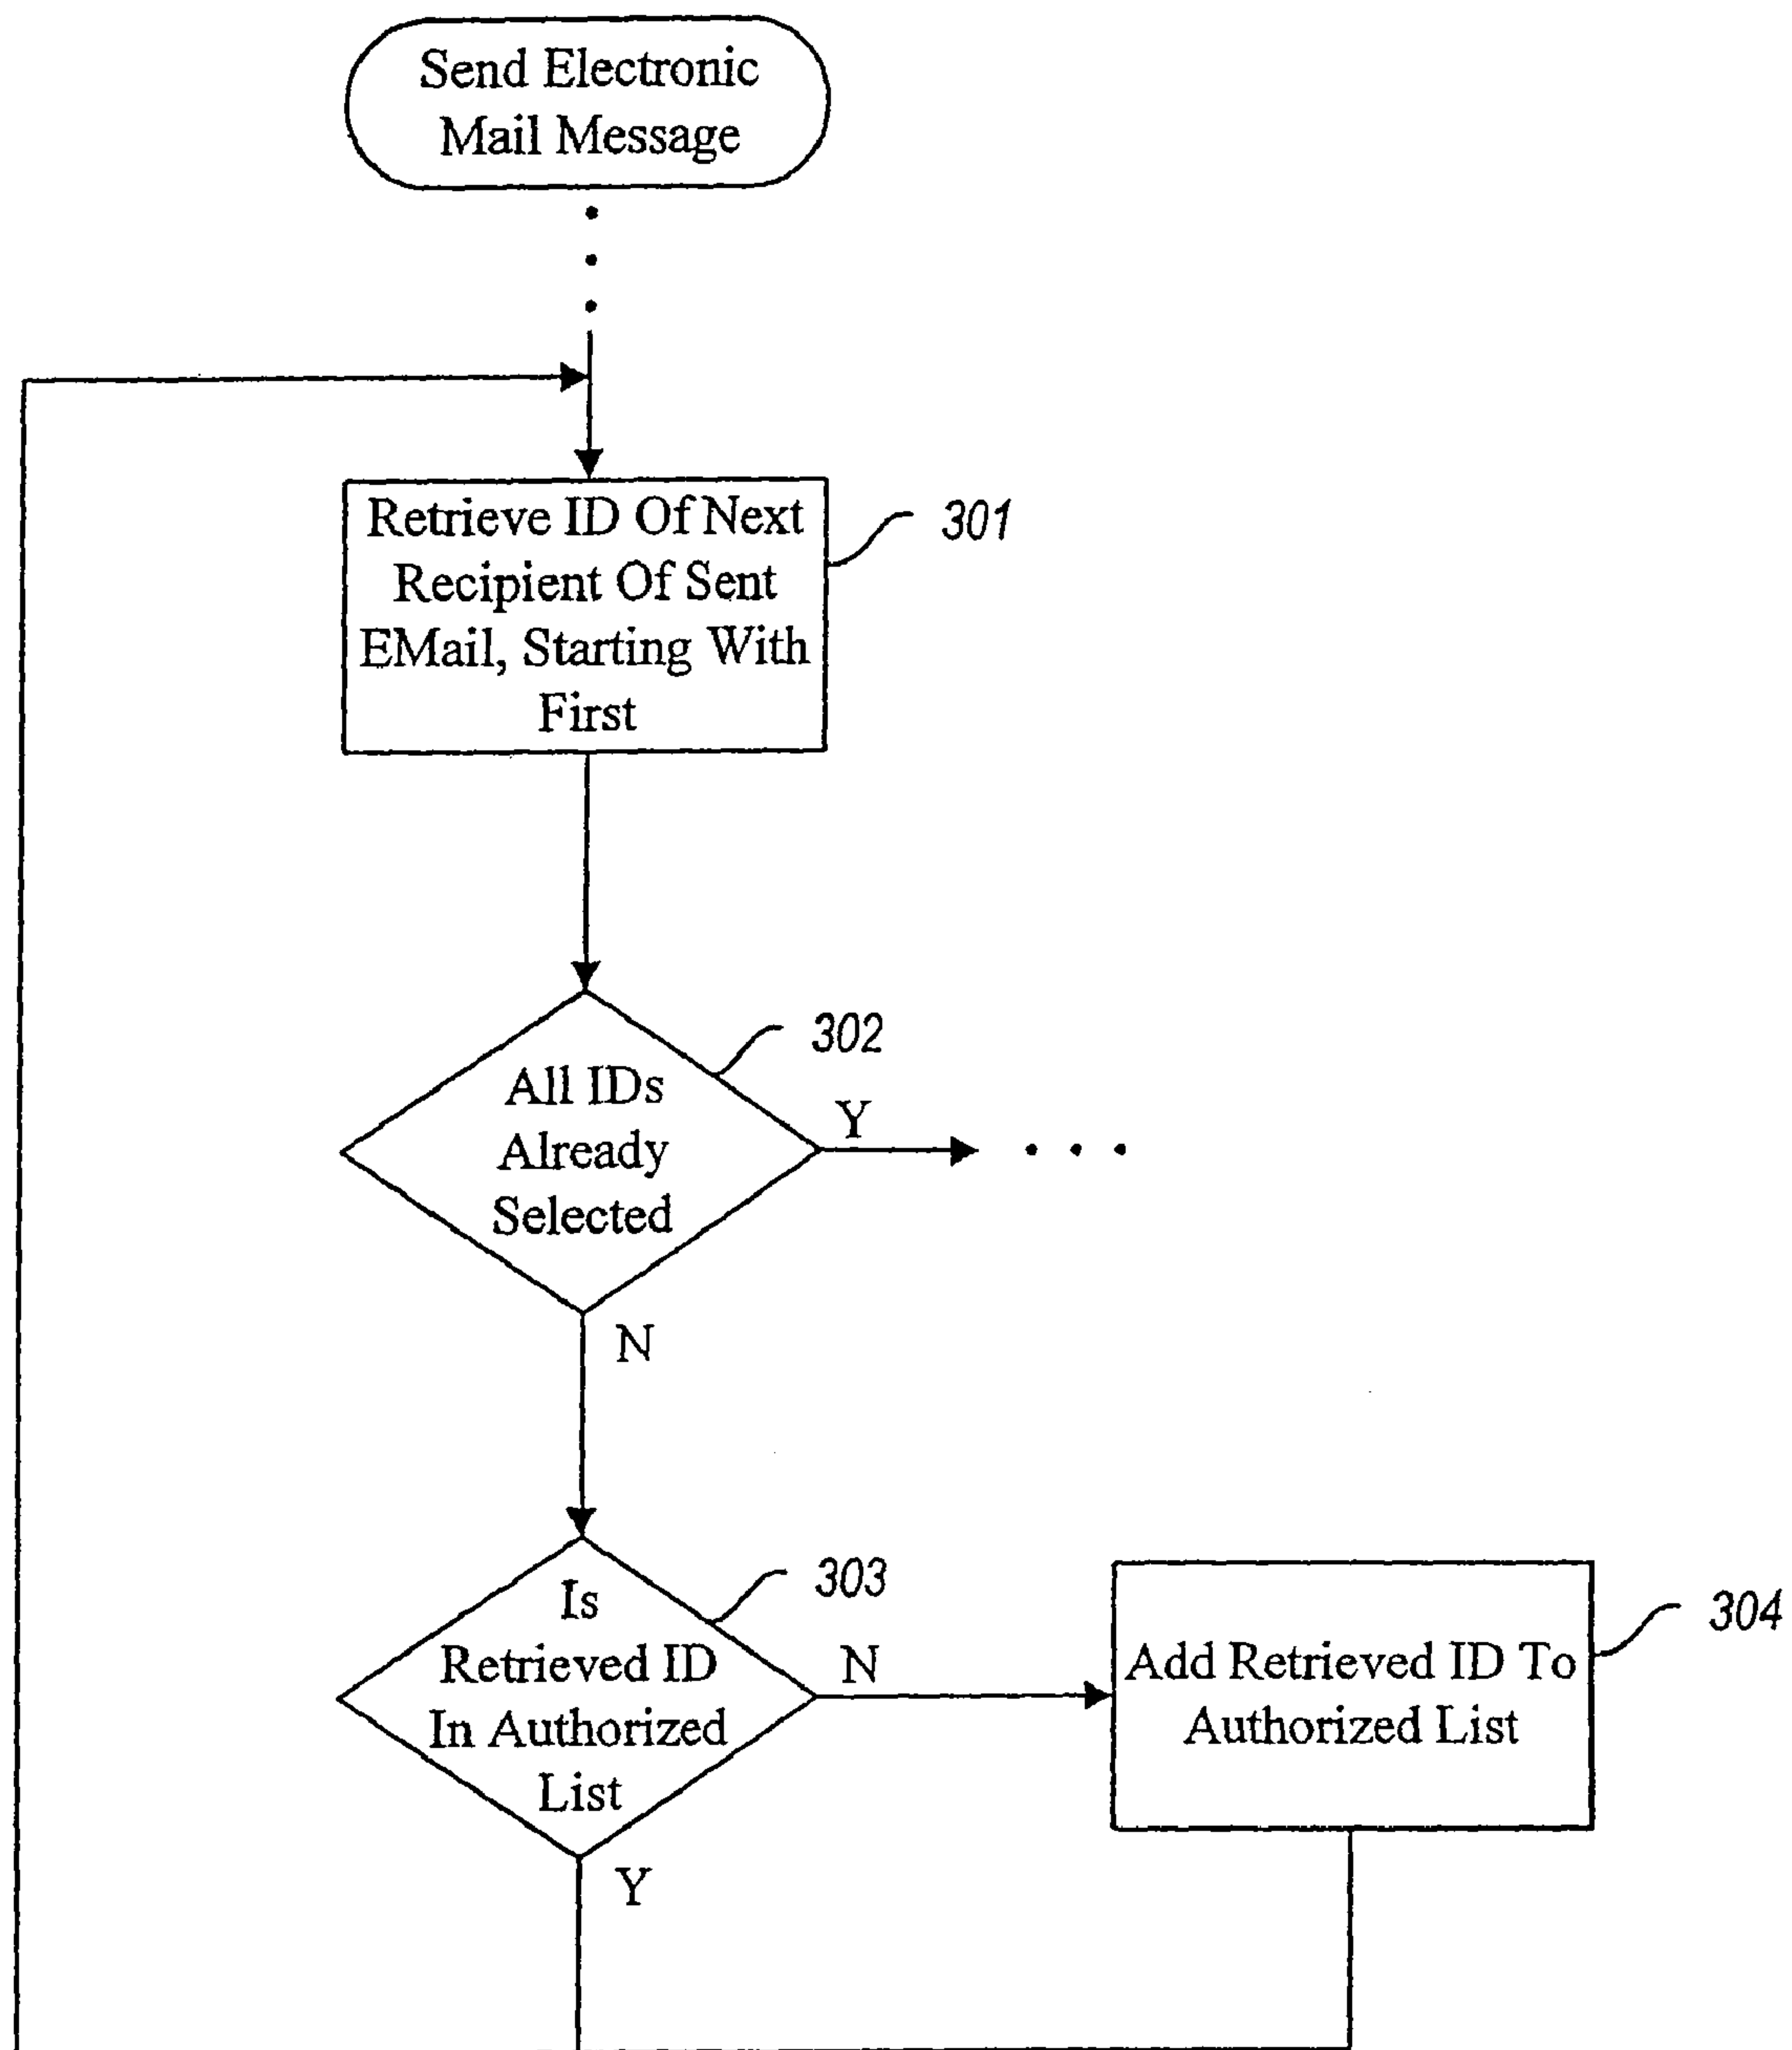 Send Electronic
Mail Message
Retrieve ID Of Next
Recipient Of Sent
EMail, Starting With
First
301
All IDs
Already
Selected
302
Y
N
Is
Retrieved ID
In Authorized
List
303
N
Add Retrieved ID To
Authorized List
304
Y